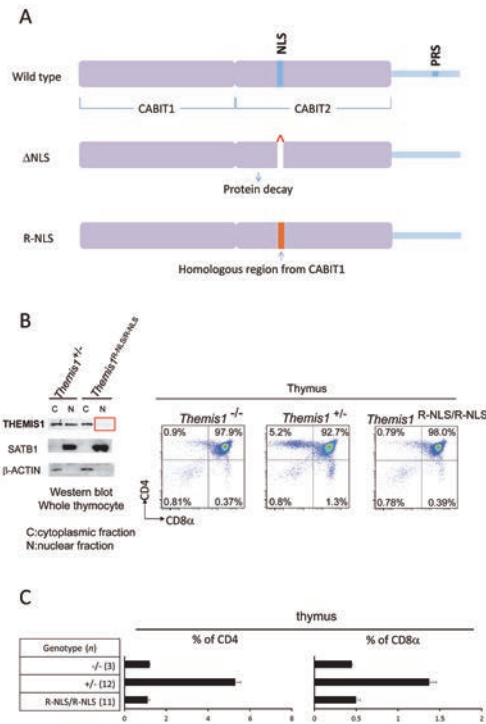 A
NLS
PRS
Wild type
CABIT1
CABIT2
ΔNLS
Protein decay
R-NLS
Homologous region from CABIT1
B
Themis1+/-
Themis1R-NLS/R-NLS
C N C N
THEMIS1
SATB1
β-ACTIN
Western blot
Whole thymocyte
C:cytoplasmic fraction
N:nuclear fraction
Thymus
Themis1 -/-
Themis1 +/-
Themis1 R-NLS/R-NLS
0.9% 97.9%
0.81% 0.37%
5.2% 92.7%
0.8% 1.3%
0.79% 98.0%
0.78% 0.39%
CD4
CD8α
C
thymus
Genotype (n)
% of CD4
% of CD8α
-/- (3)
+/- (12)
R-NLS/R-NLS (11)
0 2 4 6 8
0 0.5 1 1.5 2